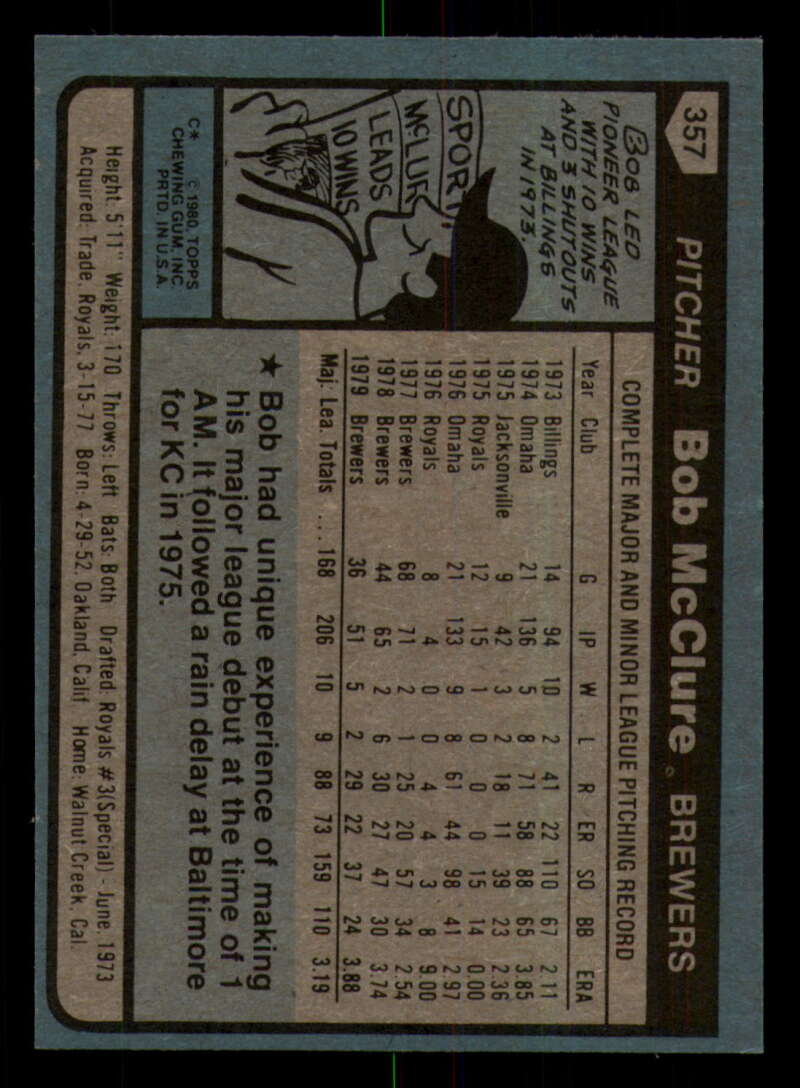 357
PITCHER Bob McClure BREWERS
BOB LED
PIONEER LEAGUE
WITH 10 WINS
AND 3 SHUTOUTS
AT BILLINGS
IN 1973.
SPORT
McCLUR
LEADS
10 WINS
C* © 1980 TOPPS
CHEWING GUM, INC.
PRTD. IN U.S.A.
COMPLETE MAJOR AND MINOR LEAGUE PITCHING RECORD
Year Club G IP W L R ER SO BB ERA
1973 Billings 14 94 10 2 41 22 110 67 2.11
1974 Omaha 21 136 5 8 71 58 88 65 3.85
1975 Jacksonville 9 42 3 2 18 11 39 23 2.36
1975 Royals 12 15 1 0 0 0 15 14 0.00
1976 Omaha 21 133 9 8 61 44 98 41 2.97
1976 Royals 8 4 0 0 4 4 3 8 9.00
1977 Brewers 68 71 2 1 25 20 57 34 2.54
1978 Brewers 44 65 2 6 30 27 47 30 3.74
1979 Brewers 36 51 5 2 29 22 37 24 3.88
Maj. Lea. Totals .... 168 206 10 9 88 73 159 110 3.19
★ Bob had unique experience of making
his major league debut at the time of 1
AM. It followed a rain delay at Baltimore
for KC in 1975.
Height: 5'11" Weight: 170 Throws: Left Bats: Both Drafted: Royals #3(Special) - June, 1973
Acquired: Trade, Royals, 3-15-77 Born: 4-29-52, Oakland, Calif Home: Walnut Creek, Cal.